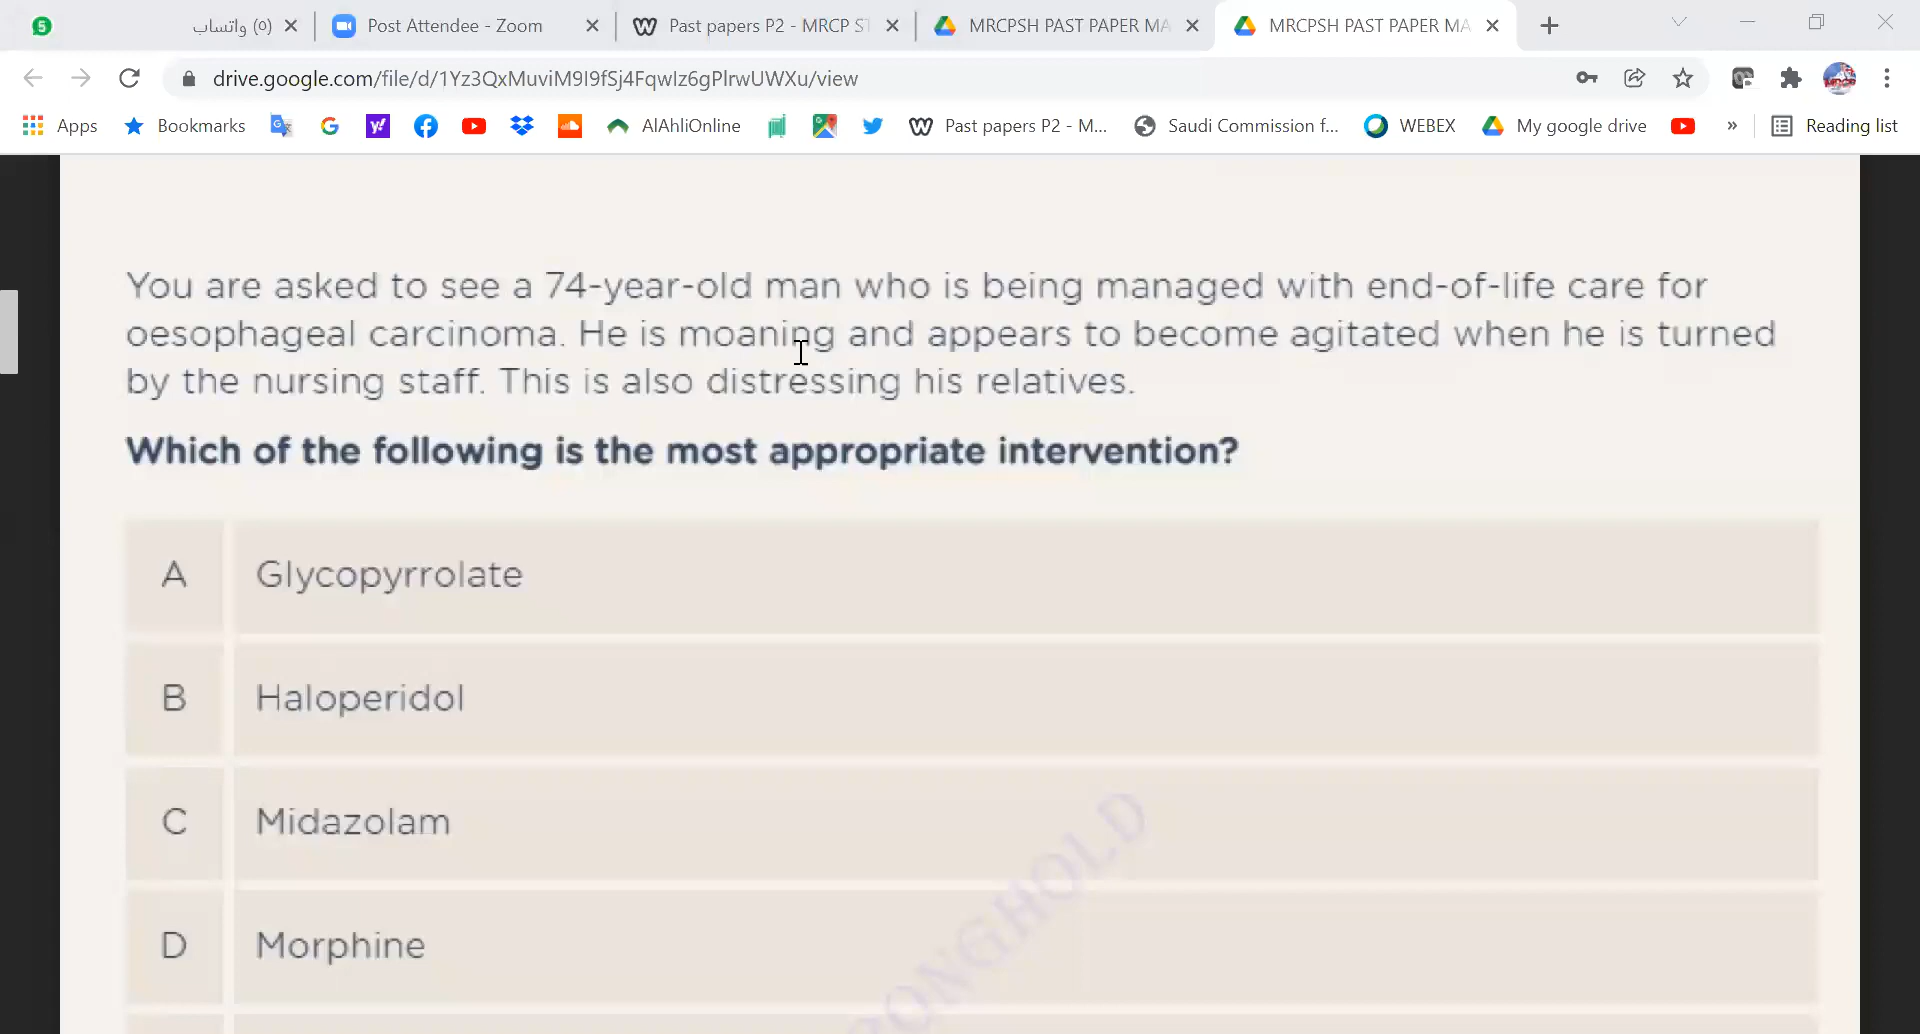 واتساب (٥)
Post Attendee - Zoom
Past papers P2 - MRCP ST
MRCPSH PAST PAPER MA
MRCPSH PAST PAPER MA
drive.google.com/file/d/1Yz3QxMuviM9I9fSj4FqwIz6gPlrwUWXu/view
Apps
Bookmarks
AlAhliOnline
Past papers P2 - M...
Saudi Commission f...
WEBEX
My google drive
»
Reading list
You are asked to see a 74-year-old man who is being managed with end-of-life care for
oesophageal carcinoma. He is moaning and appears to become agitated when he is turned
by the nursing staff. This is also distressing his relatives.
Which of the following is the most appropriate intervention?
A Glycopyrrolate
B Haloperidol
C Midazolam
D Morphine